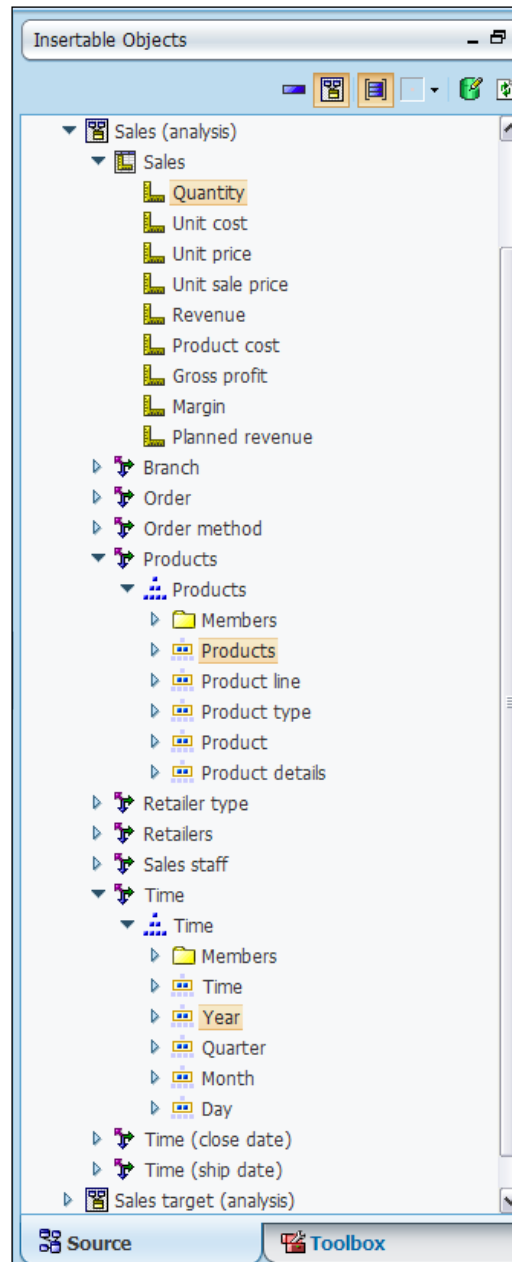 Insertable Objects
Sales (analysis)
Sales
Quantity
Unit cost
Unit price
Unit sale price
Revenue
Product cost
Gross profit
Margin
Planned revenue
Branch
Order
Order method
Products
Products
Members
Products
Product line
Product type
Product
Product details
Retailer type
Retailers
Sales staff
Time
Time
Members
Time
Year
Quarter
Month
Day
Time (close date)
Time (ship date)
Sales target (analysis)
Source Toolbox